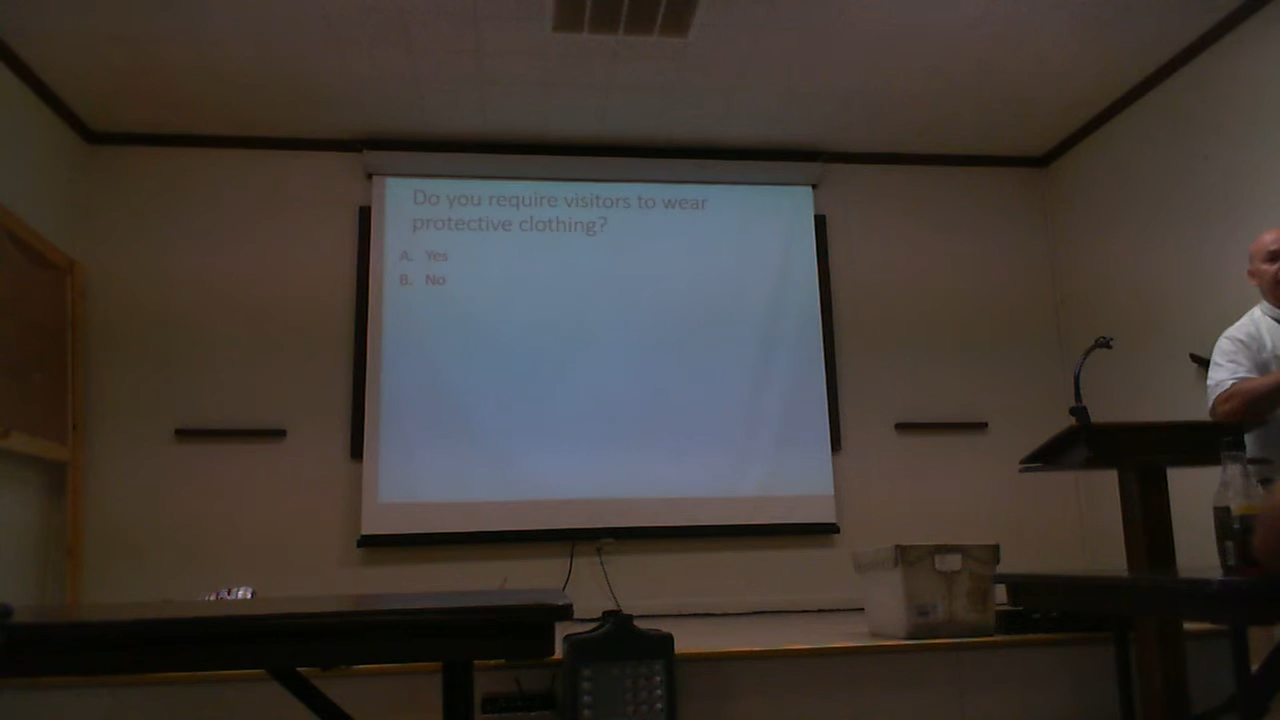 Do you require visitors to wear
protective clothing?
A. Yes
B. No